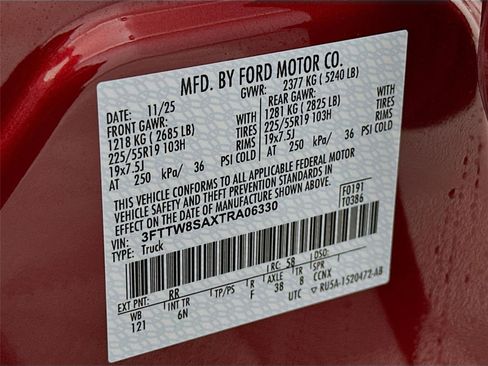 MFD. BY FORD MOTOR CO.
DATE: 11/25 GVWR: 2377 KG ( 5240 LB)
FRONT GAWR: REAR GAWR:
1218 KG ( 2685 LB) WITH 1281 KG ( 2825 LB) WITH
225/55R19 103H TIRES 225/55R19 103H TIRES
19x7.5J RIMS 19x7.5J RIMS
AT 250 kPa/ 36 PSI COLD AT 250 kPa/ 36 PSI COLD
THIS VEHICLE CONFORMS TO ALL APPLICABLE FEDERAL MOTOR
VEHICLE SAFETY AND THEFT PREVENTION STANDARDS IN
EFFECT ON THE DATE OF MANUFACTURE SHOWN ABOVE.
VIN: 3FTTW8SAXTRA06330 F0191
TYPE: Truck T0386
EXT PNT: RR RC: 58 DSO:
WB INT TR TP/PS R AXLE TR SPR
121 6N F 38 8 CCNX
UTC RU5A-1520472-AB